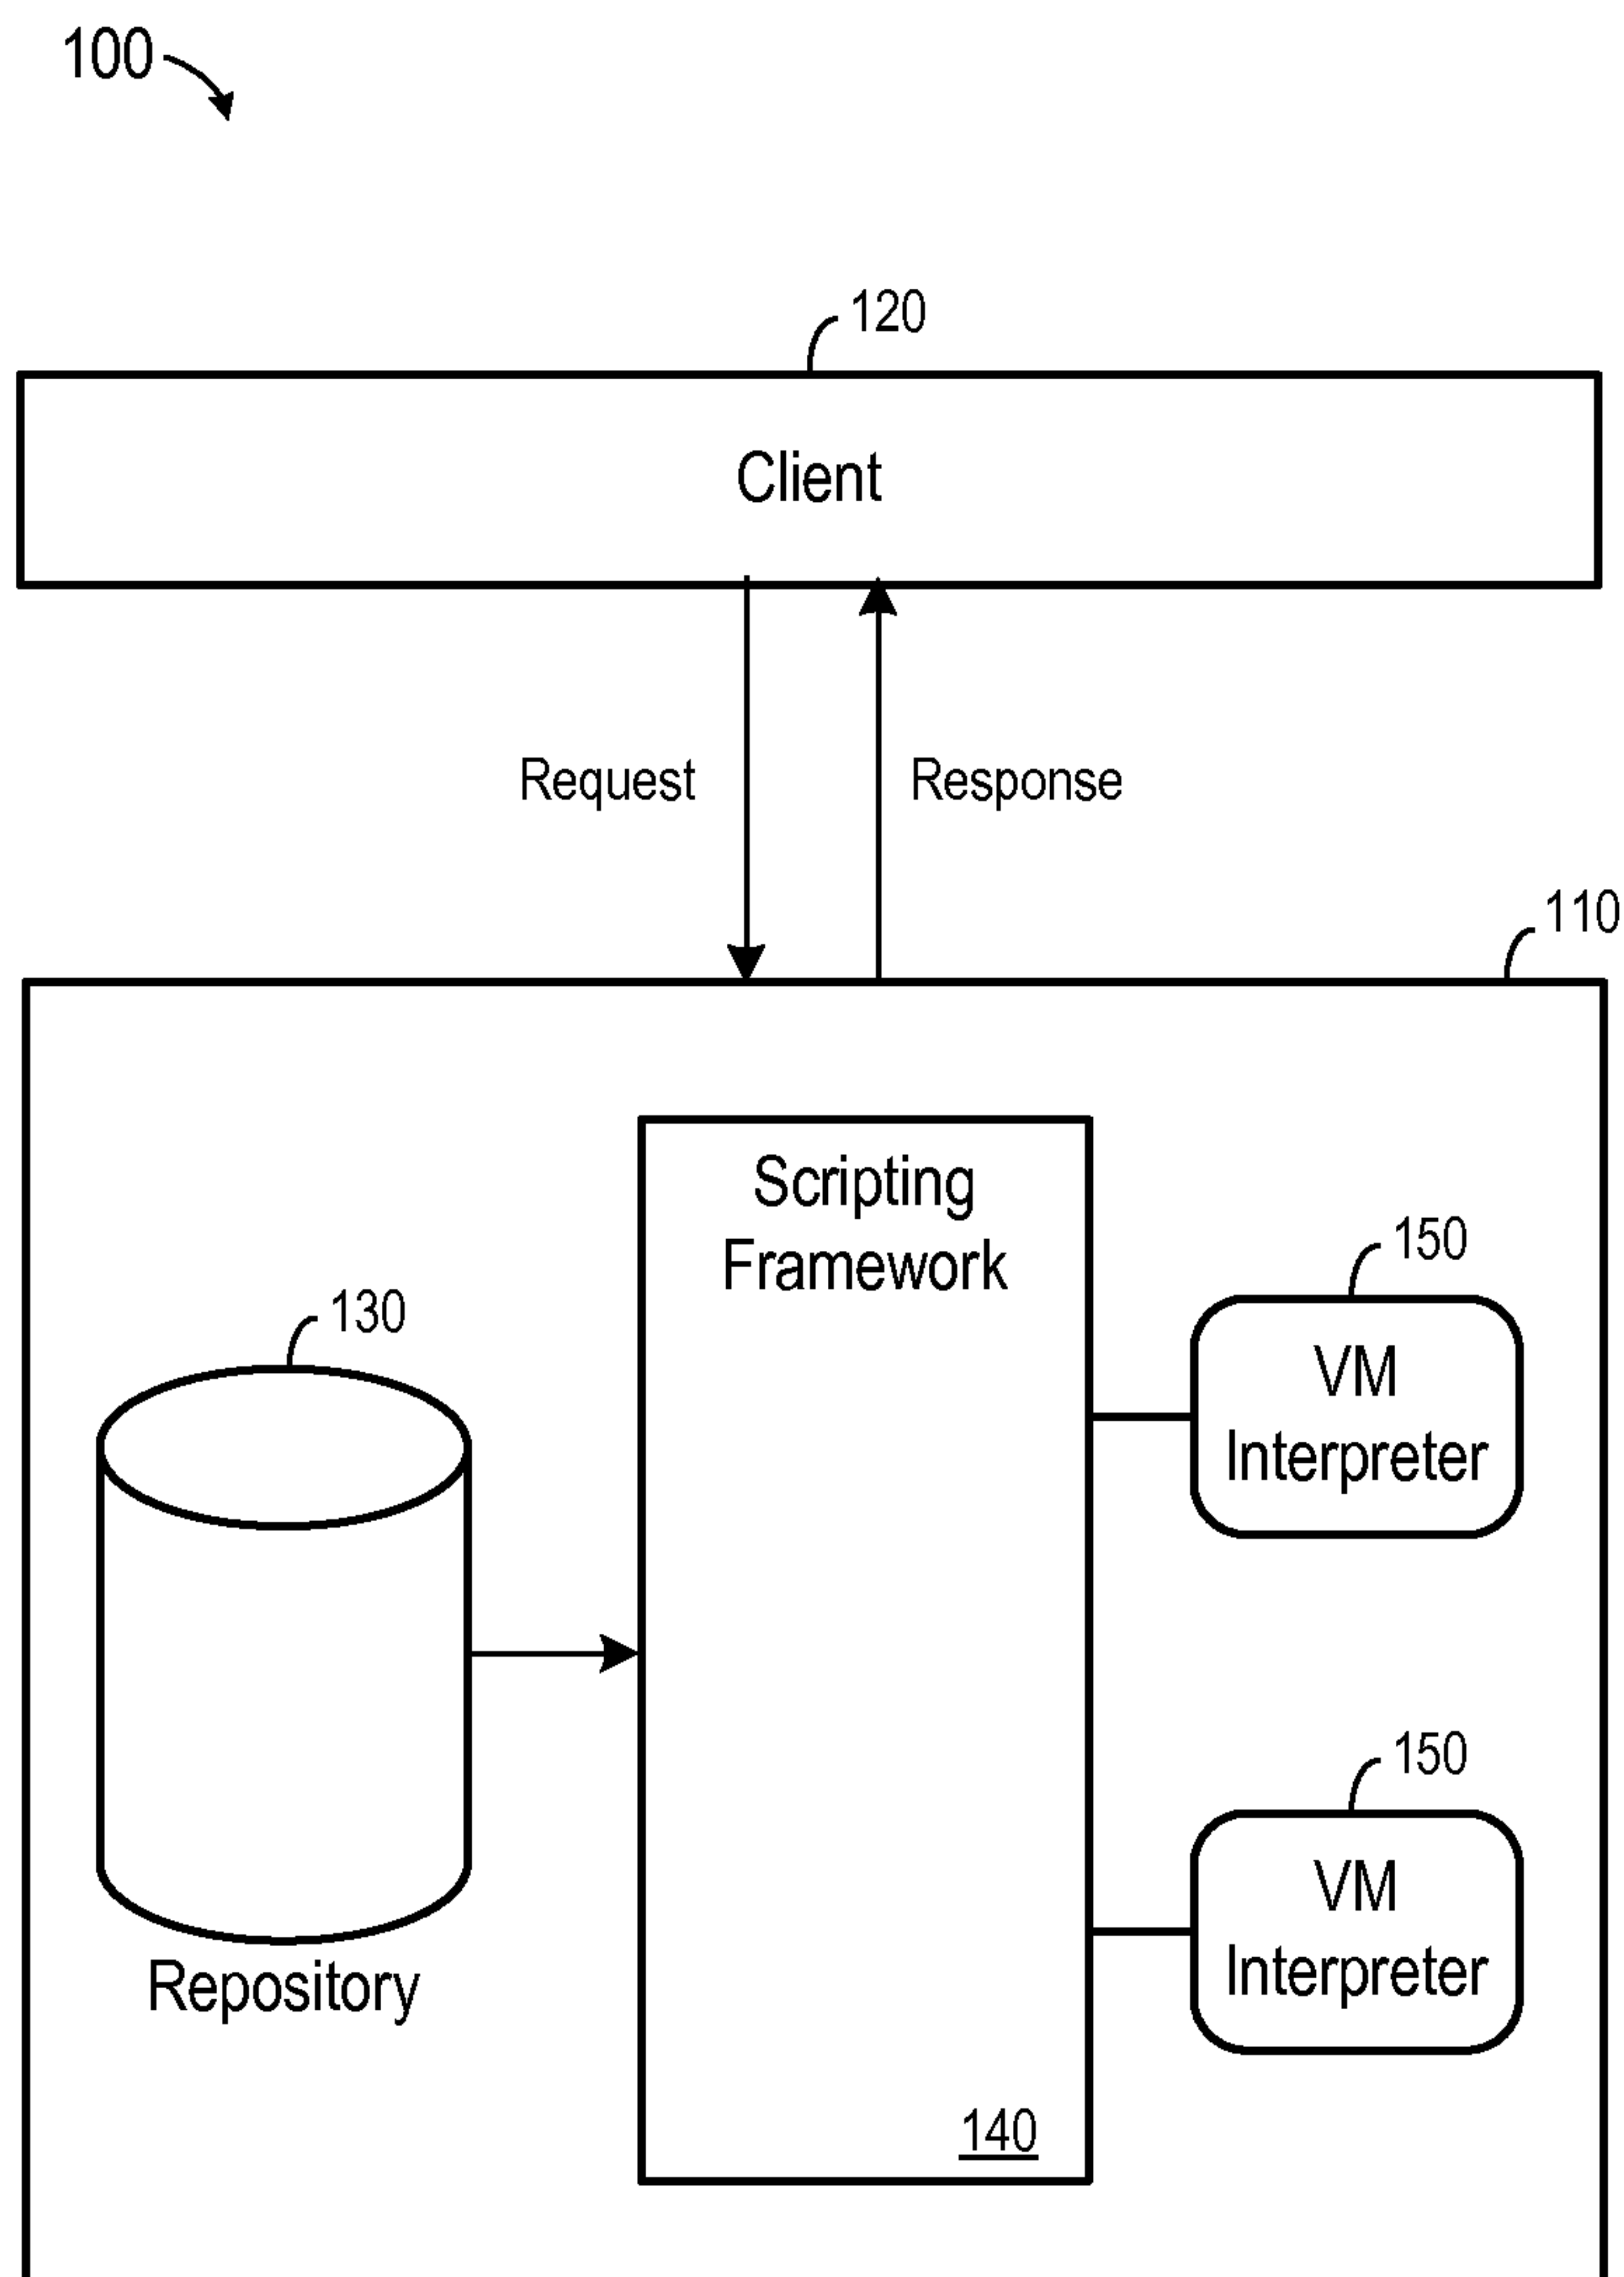 100
120
Client
Request
Response
110
Scripting
Framework
150
VM
Interpreter
130
150
VM
Interpreter
Repository
140